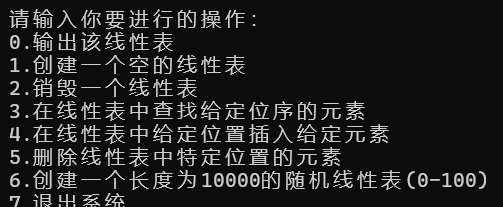 请输入你要进行的操作:
0.输出该线性表
1.创建一个空的线性表
2.销毁一个线性表
3.在线性表中查找给定位序的元素
4.在线性表中给定位置插入给定元素
5.删除线性表中特定位置的元素
6.创建一个长度为10000的随机线性表(0-100)
7.退出系统